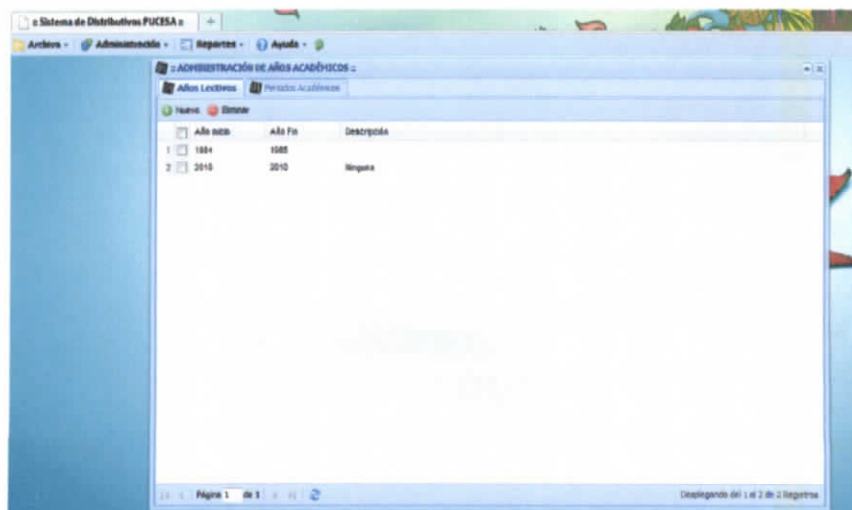 :: Sistema de Distributivos PUCESA ::
Archivo Administración Reportes Ayuda
:: ADMINISTRACIÓN DE AÑOS ACADÉMICOS ::
Años Lectivos Periodos Académicos
Nuevo Eliminar
Año Inicio Año Fin Descripción
1 1984 1985
2 2010 2010 Ninguna
Página 1 de 1 Desplegando del 1 al 2 de 2 Registros